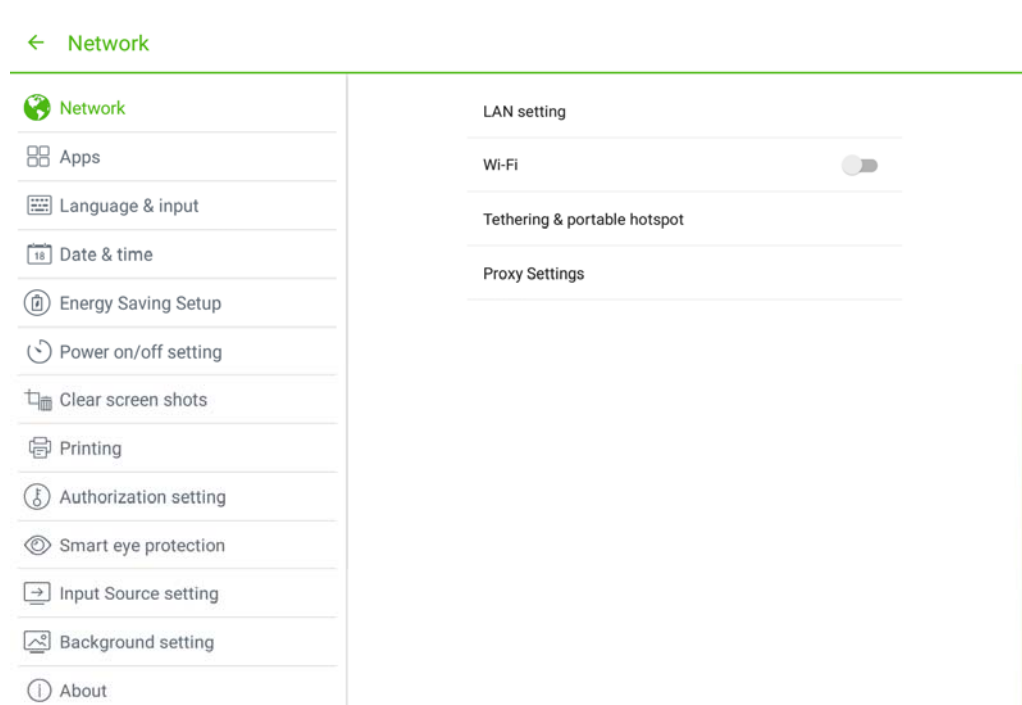 Network
Network
Apps
Language & input
18
Date & time
Energy Saving Setup
Power on/off setting
Clear screen shots
Printing
Authorization setting
Smart eye protection
Input Source setting
Background setting
About
LAN setting
Wi-Fi
Tethering & portable hotspot
Proxy Settings